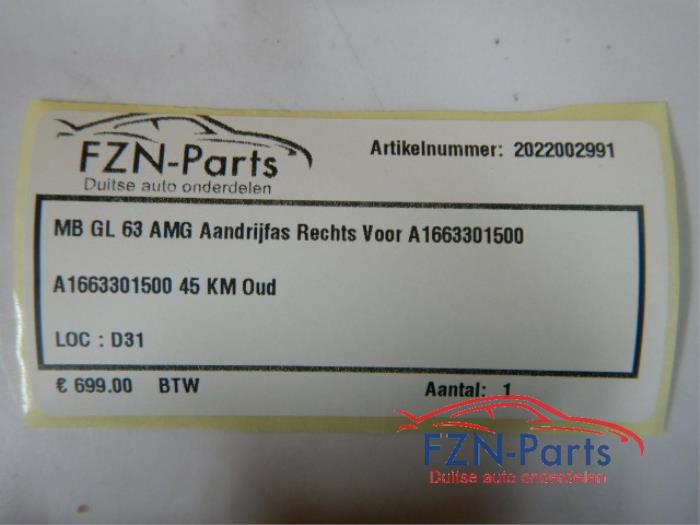 FZN-Parts
Duitse auto onderdelen
Artikelnummer: 2022002991
MB GL 63 AMG Aandrijfas Rechts Voor A1663301500
A1663301500 45 KM Oud
LOC : D31
€ 699.00 BTW
Aantal: 1
FZN-Parts
Duitse auto onderdelen